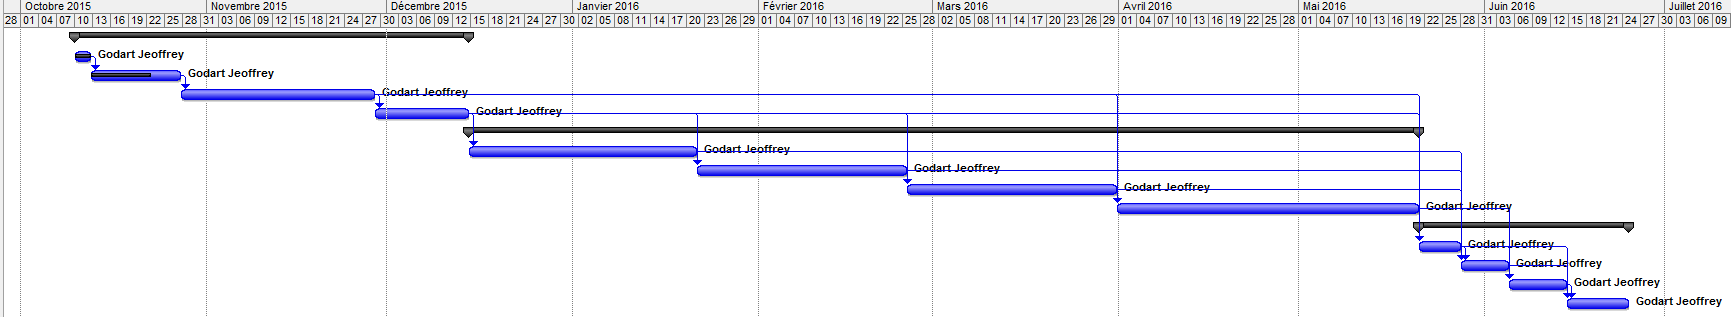 Octobre 2015 Novembre 2015 Décembre 2015 Janvier 2016 Février 2016 Mars 2016 Avril 2016 Mai 2016 Juin 2016 Juillet 2016
28 01 04 07 10 13 16 19 22 25 28 31 03 06 09 12 15 18 21 24 27 30 03 06 09 12 15 18 21 24 27 30 02 05 08 11 14 17 20 23 26 29 01 04 07 10 13 16 19 22 25 28 02 05 08 11 14 17 20 23 26 29 01 04 07 10 13 16 19 22 25 28 01 04 07 10 13 16 19 22 25 28 31 03 06 09 12 15 18 21 24 27 30 03 06 09
Godart Jeoffrey
Godart Jeoffrey
Godart Jeoffrey
Godart Jeoffrey
Godart Jeoffrey
Godart Jeoffrey
Godart Jeoffrey
Godart Jeoffrey
Godart Jeoffrey
Godart Jeoffrey
Godart Jeoffrey
Godart Jeoffrey